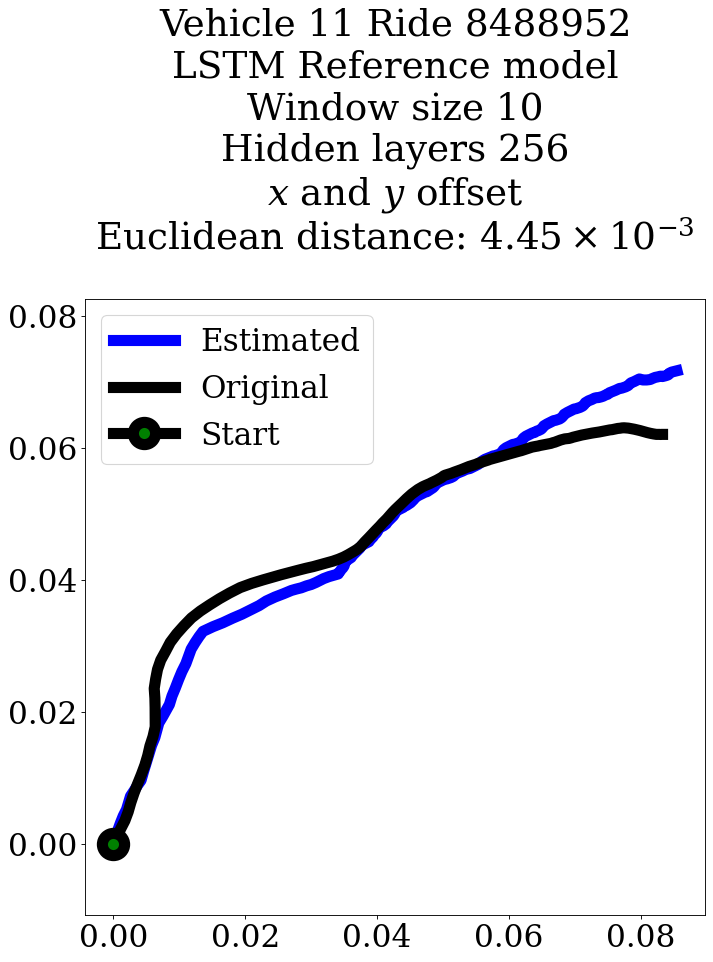 Vehicle 11 Ride 8488952
LSTM Reference model
Window size 10
Hidden layers 256
x and y offset
Euclidean distance: 4.45 × 10⁻³
0.08
0.06
0.04
0.02
0.00
Estimated
Original
Start
0.00 0.02 0.04 0.06 0.08